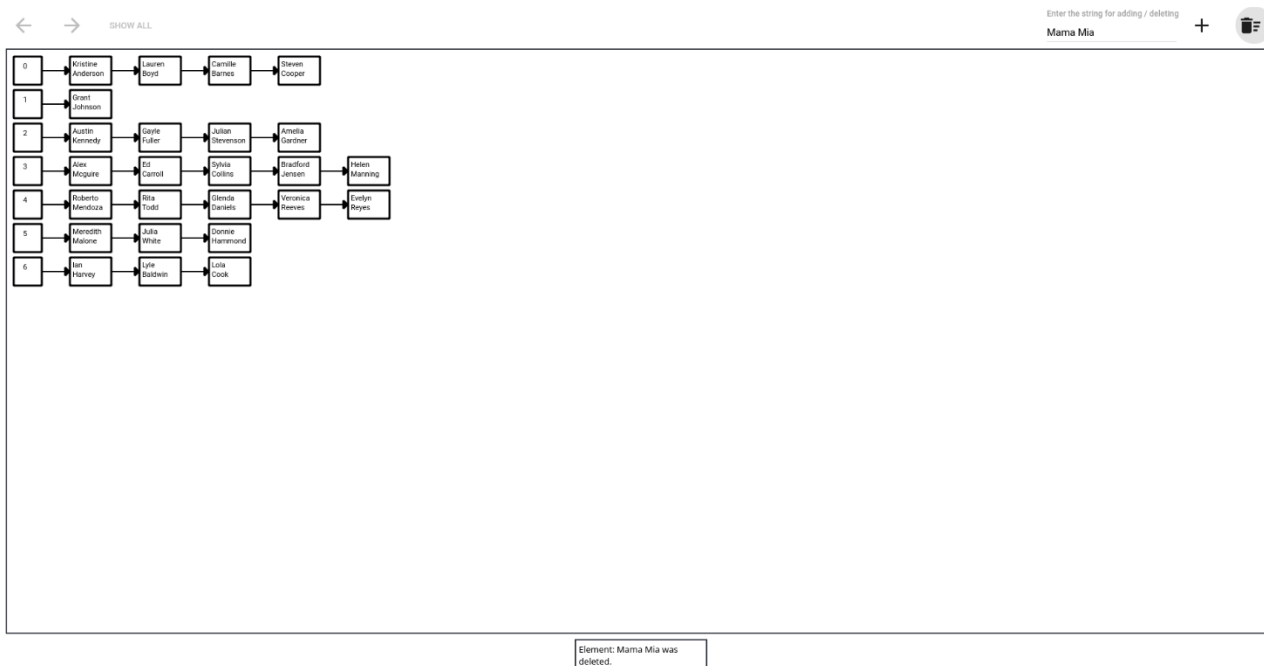 SHOW ALL
Enter the string for adding / deleting
Mama Mia
0
Kristine
Anderson
Lauren
Boyd
Camille
Barnes
Steven
Cooper
1
Grant
Johnson
2
Austin
Kennedy
Gayle
Fuller
Julian
Stevenson
Amelia
Gardner
3
Alex
Mcguire
Ed
Carroll
Sylvia
Collins
Bradford
Jensen
Helen
Manning
4
Roberto
Mendoza
Rita
Todd
Glenda
Daniels
Veronica
Reeves
Evelyn
Reyes
5
Meredith
Malone
Julia
White
Donnie
Hammond
6
Ian
Harvey
Lyle
Baldwin
Lola
Cook
Element: Mama Mia was
deleted.